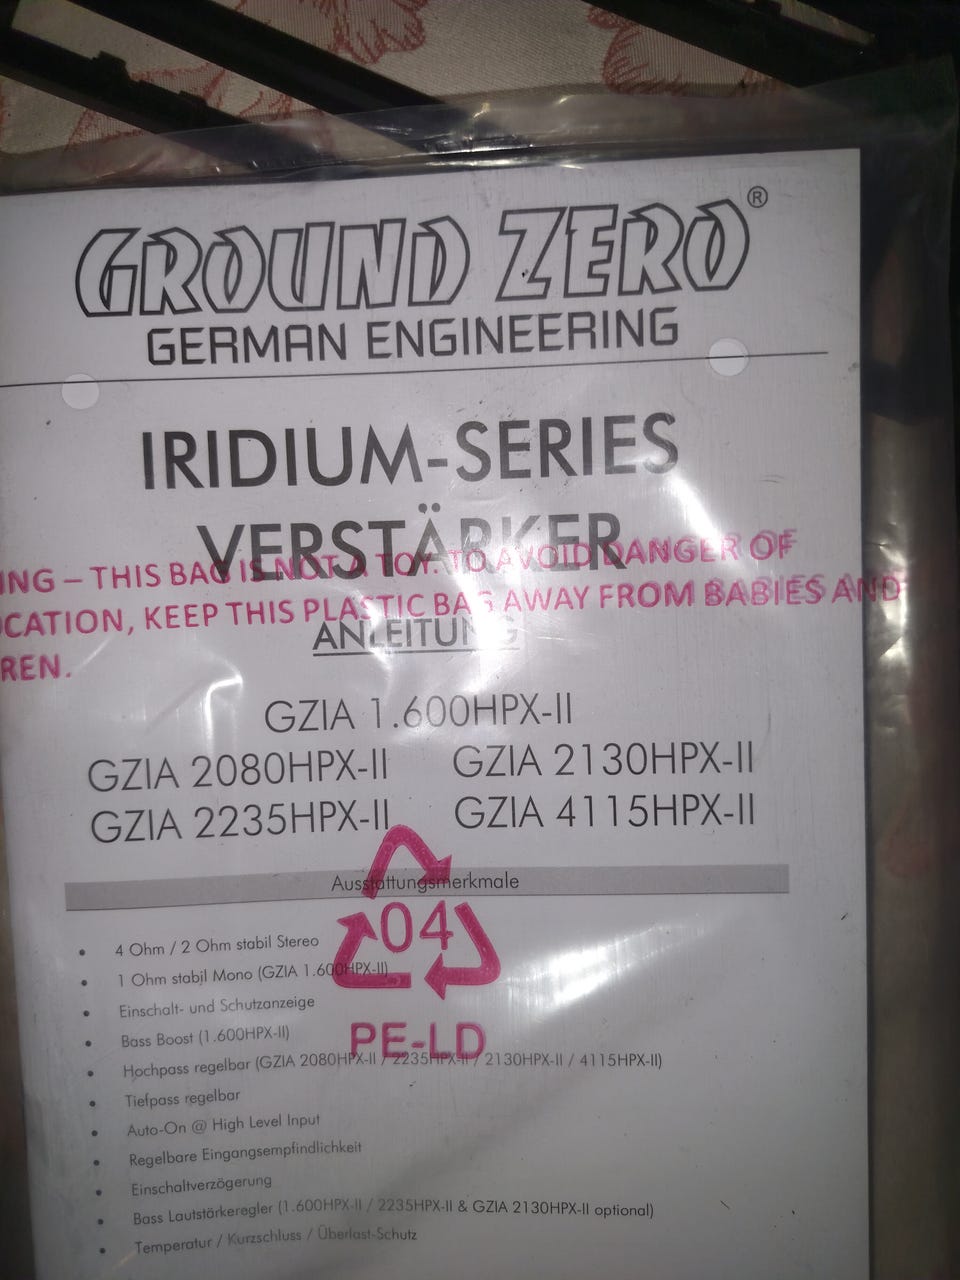 GROUND ZERO®
GERMAN ENGINEERING
IRIDIUM-SERIES
VERSTÄRKER
ING – THIS BAG IS NOT A TOY. TO AVOID DANGER OF
OCATION, KEEP THIS PLASTIC BAG AWAY FROM BABIES AND
REN.
ANLEITUNG
GZIA 1.600HPX-II
GZIA 2080HPX-II GZIA 2130HPX-II
GZIA 2235HPX-II GZIA 4115HPX-II
Ausstattungsmerkmale
04
PE-LD
• 4 Ohm / 2 Ohm stabil Stereo
• 1 Ohm stabil Mono (GZIA 1.600HPX-II)
• Einschalt- und Schutzanzeige
• Bass Boost (1.600HPX-II)
• Hochpass regelbar (GZIA 2080HPX-II / 2235HPX-II / 2130HPX-II / 4115HPX-II)
• Tiefpass regelbar
• Auto-On @ High Level Input
• Regelbare Eingangsempfindlichkeit
• Einschaltverzögerung
• Bass Lautstärkeregler (1.600HPX-II / 2235HPX-II & GZIA 2130HPX-II optional)
• Temperatur / Kurzschluss / Überlast-Schutz